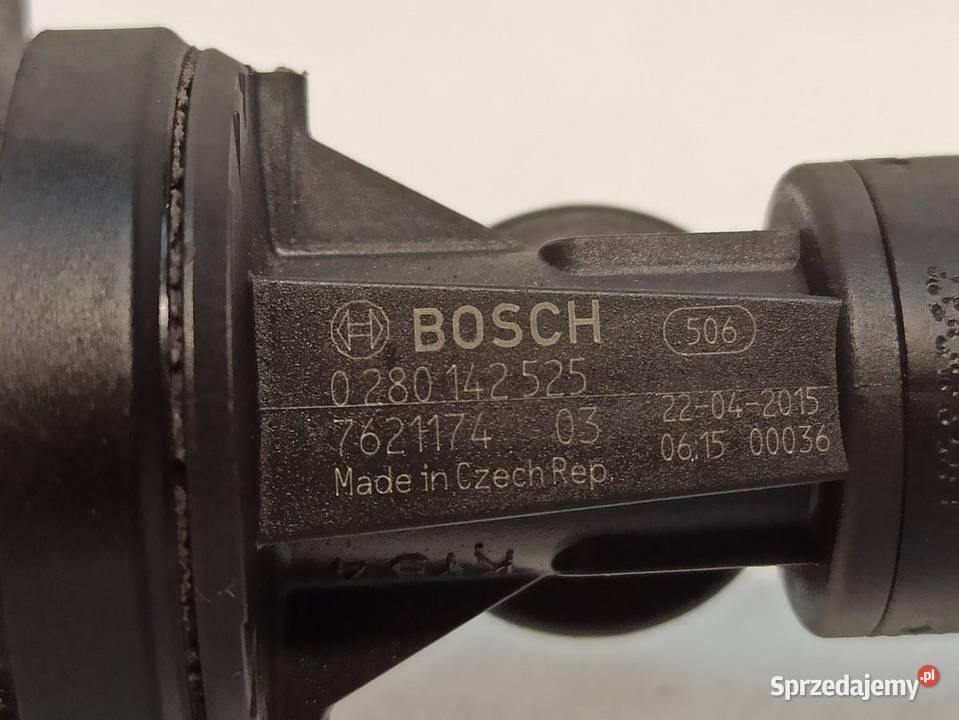 BOSCH 506
0 280 142 525
7621174 03 22-04-2015
Made in Czech Rep. 06.15 00036
Sprzedajemy.pl